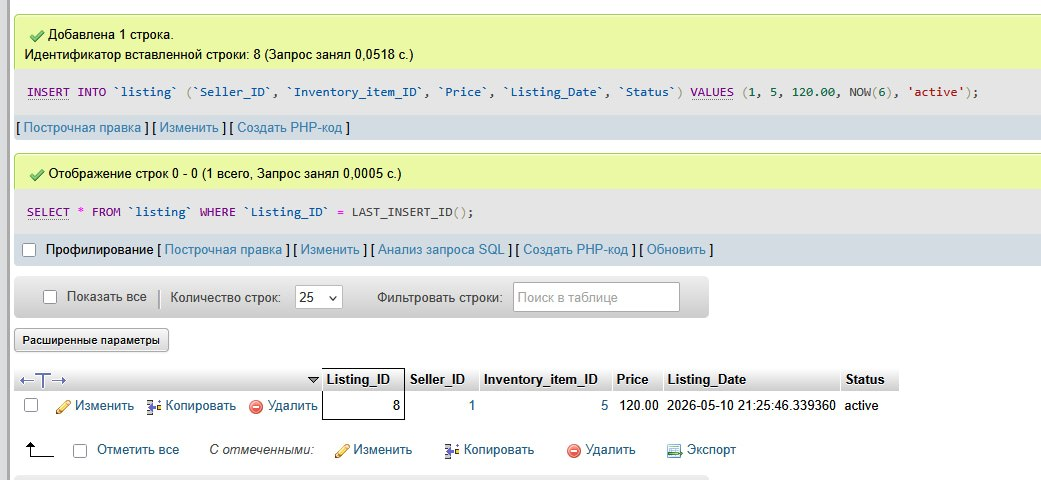 Добавлена 1 строка.
Идентификатор вставленной строки: 8 (Запрос занял 0,0518 с.)
INSERT INTO `listing` (`Seller_ID`, `Inventory_item_ID`, `Price`, `Listing_Date`, `Status`) VALUES (1, 5, 120.00, NOW(6), 'active');
[ Построчная правка ] [ Изменить ] [ Создать PHP-код ]
Отображение строк 0 - 0 (1 всего, Запрос занял 0,0005 с.)
SELECT * FROM `listing` WHERE `Listing_ID` = LAST_INSERT_ID();
Профилирование [ Построчная правка ] [ Изменить ] [ Анализ запроса SQL ] [ Создать PHP-код ] [ Обновить ]
Показать все | Количество строк: 25 Фильтровать строки: Поиск в таблице
Расширенные параметры
←T→ Listing_ID Seller_ID Inventory_item_ID Price Listing_Date Status
Изменить Копировать Удалить 8 1 5 120.00 2026-05-10 21:25:46.339360 active
Отметить все С отмеченными: Изменить Копировать Удалить Экспорт